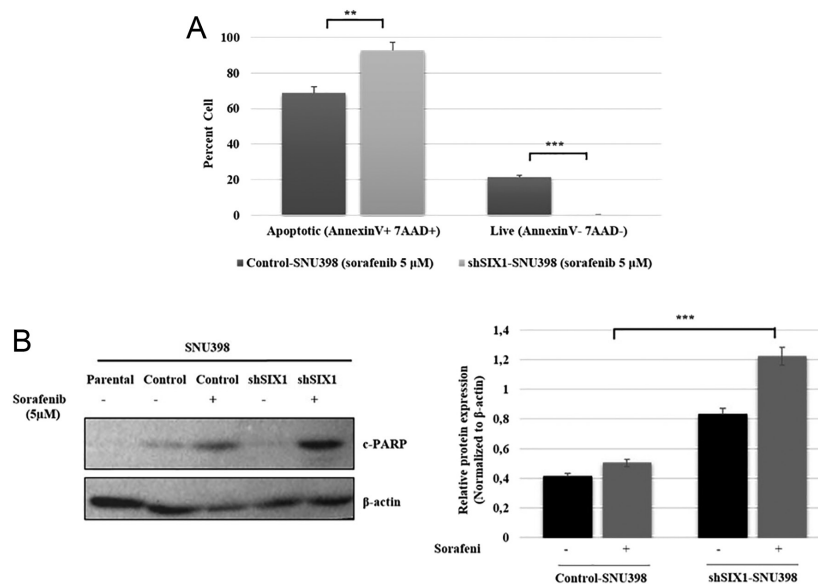 A
**
***
100
80
60
40
20
0
Percent Cell
Apoptotic (AnnexinV+ 7AAD+) Live (AnnexinV- 7AAD-)
Control-SNU398 (sorafenib 5 µM) shSIX1-SNU398 (sorafenib 5 µM)
B
SNU398
Parental Control Control shSIX1 shSIX1
Sorafenib - - + - +
(5µM)
c-PARP
β-actin
***
1,4
1,2
1
0,8
0,6
0,4
0,2
0
Relative protein expression
(Normalized to β-actin)
Sorafeni - + - +
Control-SNU398 shSIX1-SNU398